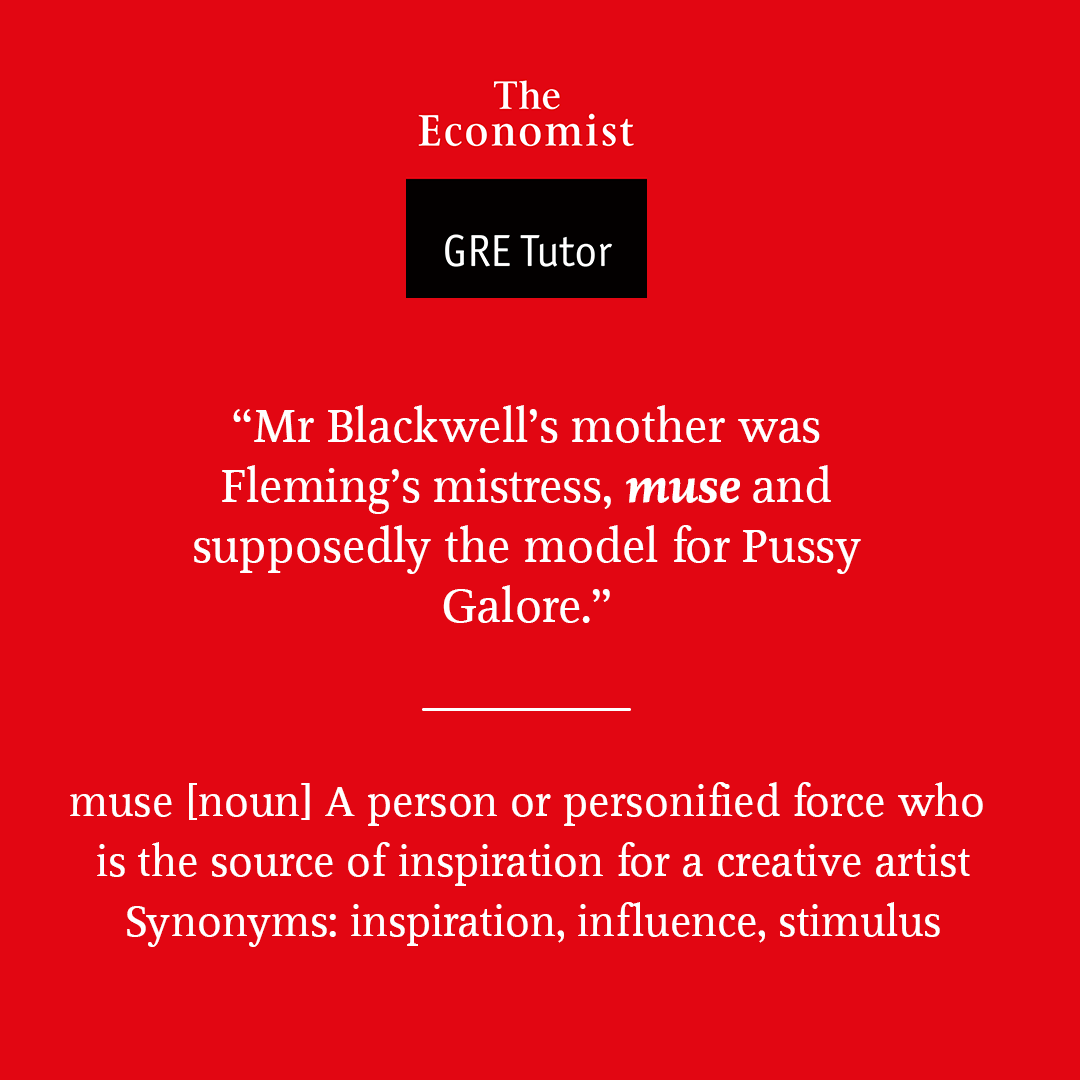 The
Economist
GRE Tutor
“Mr Blackwell’s mother was
Fleming’s mistress, muse and
supposedly the model for Pussy
Galore.”
muse [noun] A person or personified force who
is the source of inspiration for a creative artist
Synonyms: inspiration, influence, stimulus